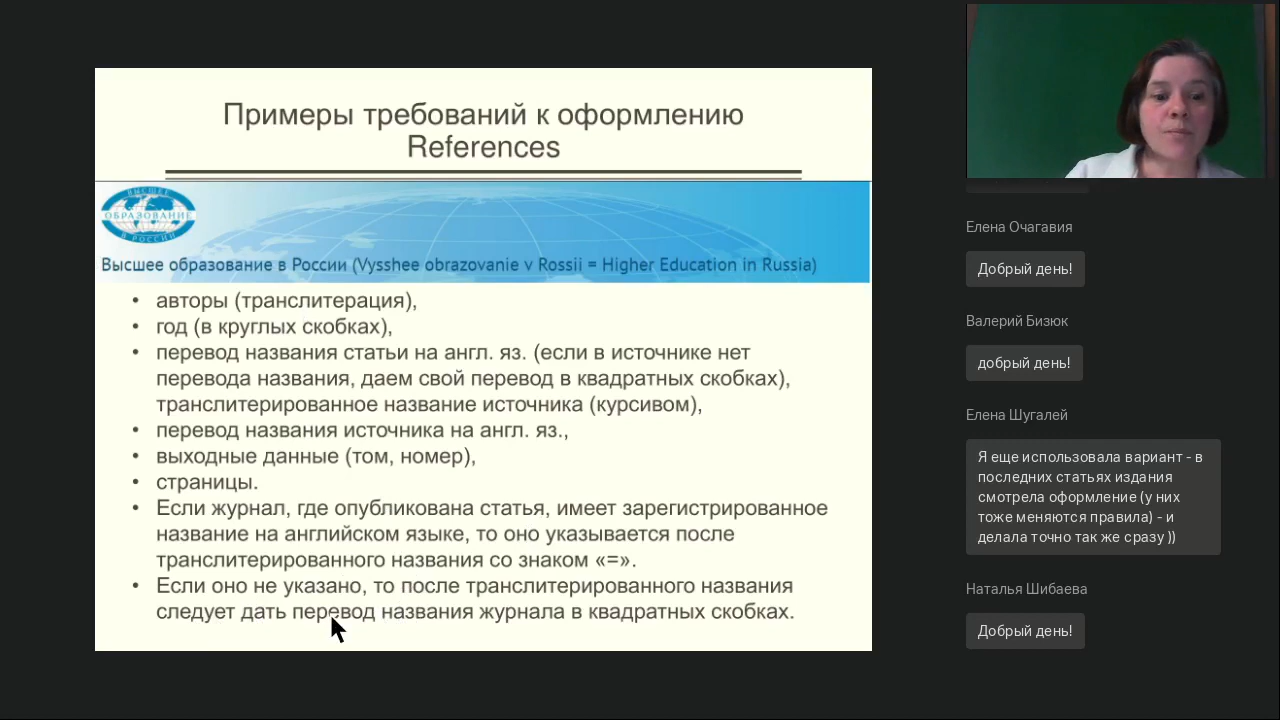 Примеры требований к оформлению
References
ВЫСШЕЕ
ОБРАЗОВАНИЕ
В РОССИИ
Высшее образование в России (Vysshee obrazovanie v Rossii = Higher Education in Russia)
• авторы (транслитерация),
• год (в круглых скобках),
• перевод названия статьи на англ. яз. (если в источнике нет
перевода названия, даем свой перевод в квадратных скобках),
транслитерированное название источника (курсивом),
• перевод названия источника на англ. яз.,
• выходные данные (том, номер),
• страницы.
• Если журнал, где опубликована статья, имеет зарегистрированное
название на английском языке, то оно указывается после
транслитерированного названия со знаком «=».
• Если оно не указано, то после транслитерированного названия
следует дать перевод названия журнала в квадратных скобках.
Елена Очагавия
Добрый день!
Валерий Бизюк
добрый день!
Елена Шугалей
Я еще использовала вариант - в
последних статьях издания
смотрела оформление (у них
тоже меняются правила) - и
делала точно так же сразу ))
Наталья Шибаева
Добрый день!